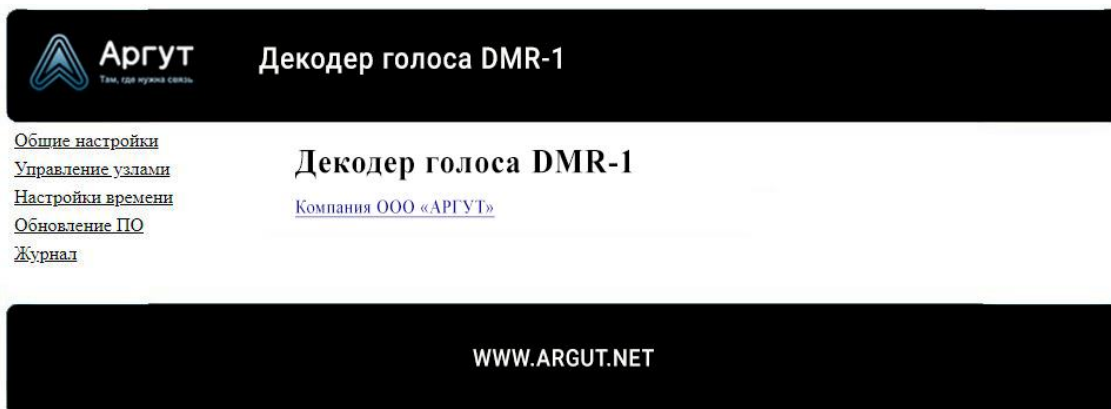 Аргут
Там, где нужна связь
Декодер голоса DMR-1
Общие настройки
Управление узлами
Настройки времени
Обновление ПО
Журнал
Декодер голоса DMR-1
Компания ООО «АРГУТ»
WWW.ARGUT.NET